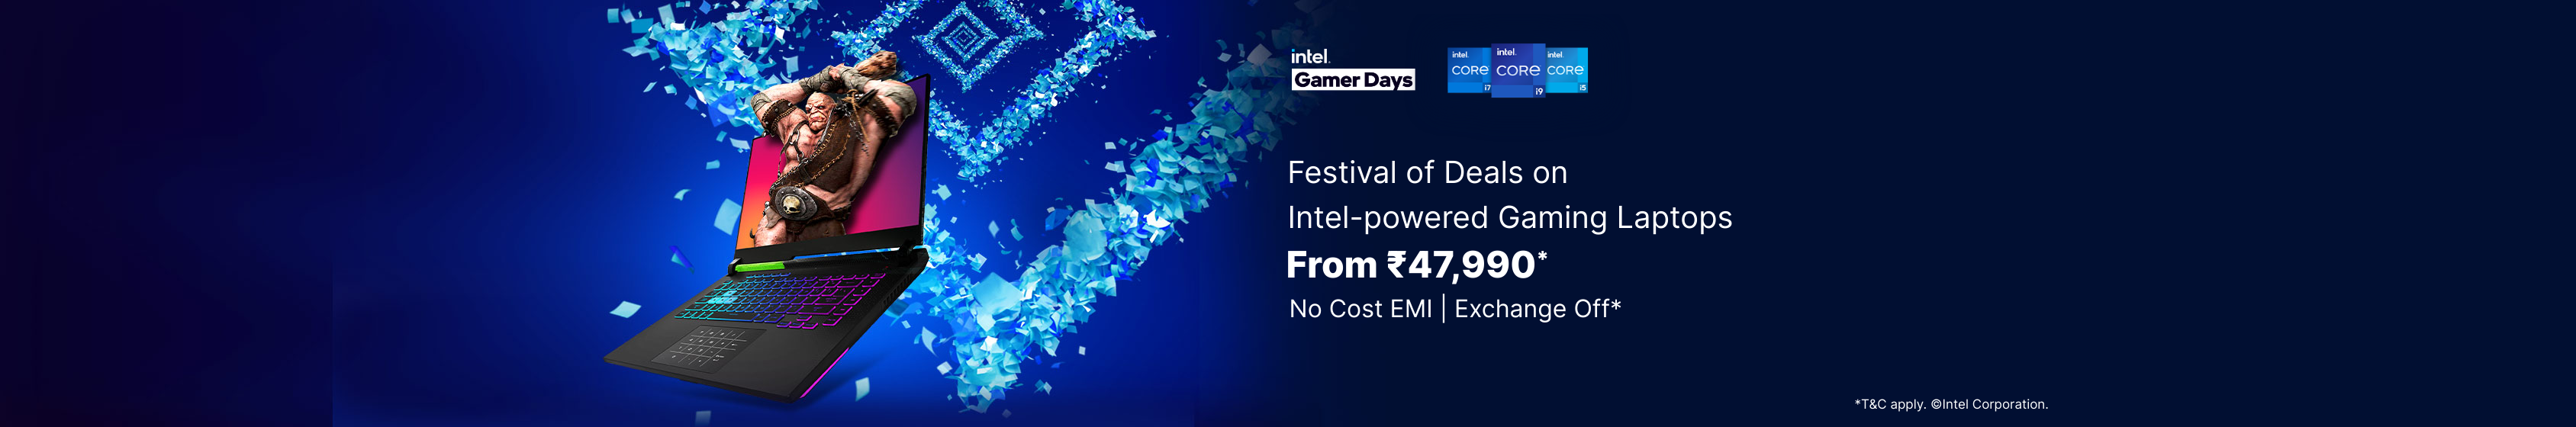 intel.
Gamer Days
intel.
CORE
i7
intel.
CORE
i9
intel.
CORE
i5
Festival of Deals on
Intel-powered Gaming Laptops
From ₹47,990*
No Cost EMI | Exchange Off*
*T&C apply. ©Intel Corporation.